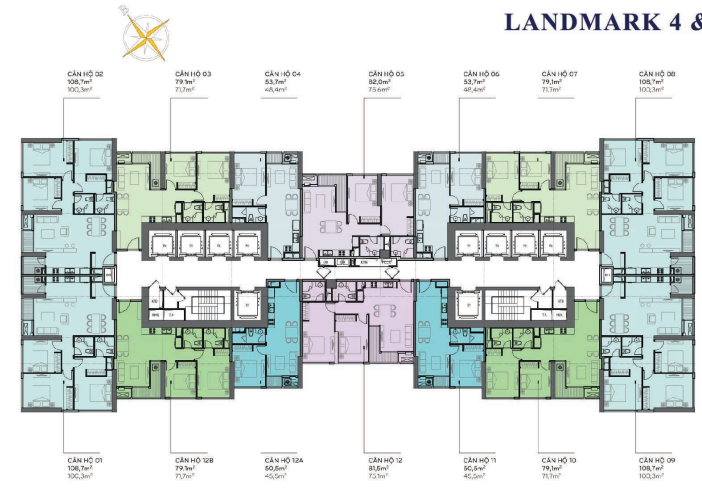 LANDMARK 4 &
CĂN HỘ 02
108,7m²
100,3m²
CĂN HỘ 03
79,1m²
71,7m²
CĂN HỘ 04
53,7m²
48,4m²
CĂN HỘ 05
82,0m²
75,6m²
CĂN HỘ 06
53,7m²
48,4m²
CĂN HỘ 07
79,1m²
71,7m²
CĂN HỘ 08
108,7m²
100,3m²
CĂN HỘ 01
108,7m²
100,3m²
CĂN HỘ 12B
79,1m²
71,7m²
CĂN HỘ 12A
50,5m²
45,5m²
CĂN HỘ 12
81,5m²
75,1m²
CĂN HỘ 11
50,5m²
45,5m²
CĂN HỘ 10
79,1m²
71,7m²
CĂN HỘ 09
108,7m²
100,3m²